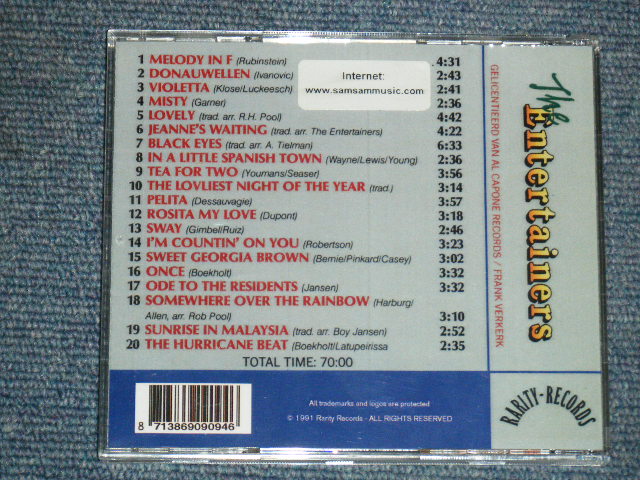 1 MELODY IN F (Rubinstein) 4:31
2 DONAUWELLEN (Ivanovic) 2:43
3 VIOLETTA (Klose/Luckeesch) 2:41
4 MISTY (Garner) 2:36
5 LOVELY (trad. arr. R.H. Pool) 4:42
6 JEANNE'S WAITING (trad. arr. The Entertainers) 4:22
7 BLACK EYES (trad. arr. A. Tielman) 6:33
8 IN A LITTLE SPANISH TOWN (Wayne/Lewis/Young) 2:36
9 TEA FOR TWO (Youmans/Seaser) 3:56
10 THE LOVLIEST NIGHT OF THE YEAR (trad.) 3:14
11 PELITA (Dessauvagie) 3:57
12 ROSITA MY LOVE (Dupont) 3:18
13 SWAY (Gimbel/Ruiz) 2:46
14 I'M COUNTIN' ON YOU (Robertson) 3:23
15 SWEET GEORGIA BROWN (Bernie/Pinkard/Casey) 3:02
16 ONCE (Boekholt) 3:32
17 ODE TO THE RESIDENTS (Jansen) 3:32
18 SOMEWHERE OVER THE RAINBOW (Harburg/
Allen, arr. Rob Pool) 3:10
19 SUNRISE IN MALAYSIA (trad. arr. Boy Jansen) 2:52
20 THE HURRICANE BEAT (Boekholt/Latupeirissa 2:35
TOTAL TIME: 70:00
Internet:
www.samsammusic.com
The
Entertainers
GELICENTIEERD VAN AL CAPONE RECORDS / FRANK VERKERK
8 713869 090946
All trademarks and logos are protected
© 1991 Rarity Records - ALL RIGHTS RESERVED
RARITY-RECORDS